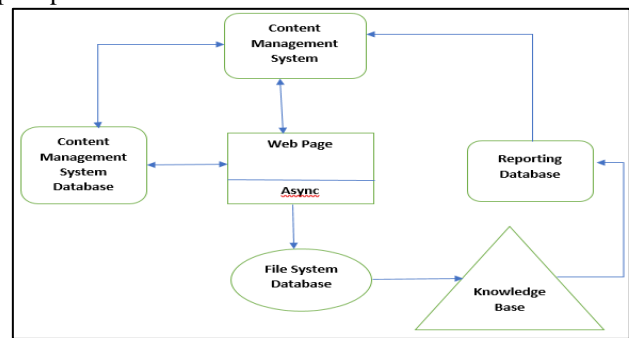 Content
Management
System
Content
Management
System
Database
Web Page
Async
Reporting
Database
File System
Database
Knowledge
Base